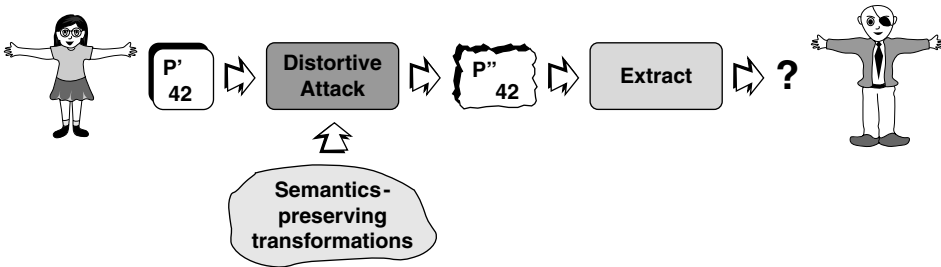 P'
42
Distortive
Attack
P''
42
Extract
?
Semantics-
preserving
transformations